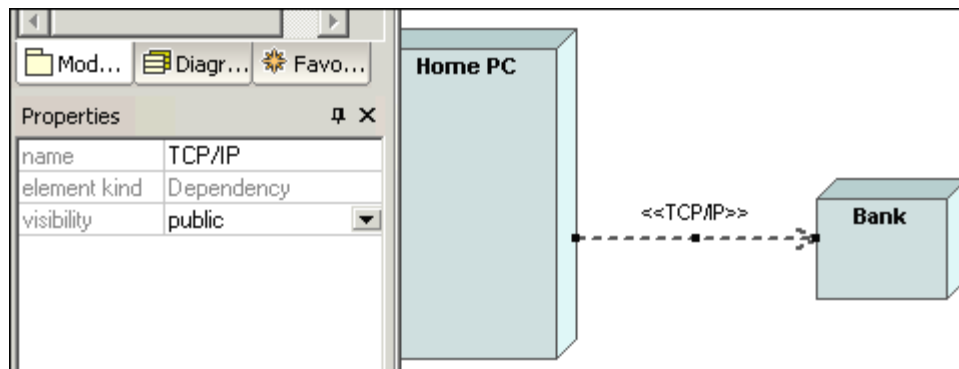 Mod... Diagr... Favo...
Properties
name TCP/IP
element kind Dependency
visibility public
Home PC
<<TCP/IP>>
Bank